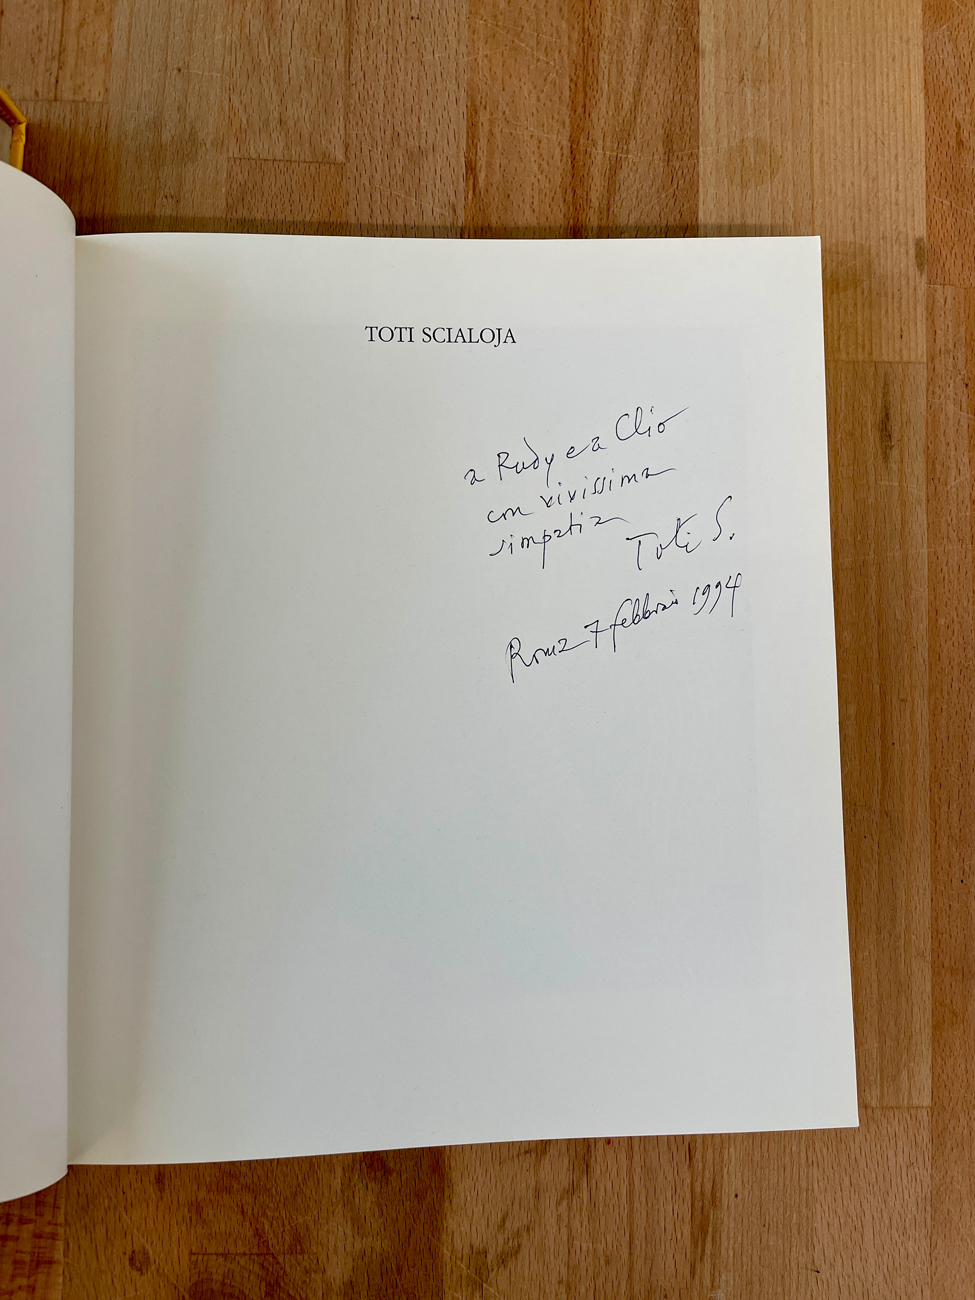 TOTI SCIALOJA
a Rudy e a Clio
con vivissima
simpatia
Toti S.
Roma 7 febbraio 1994